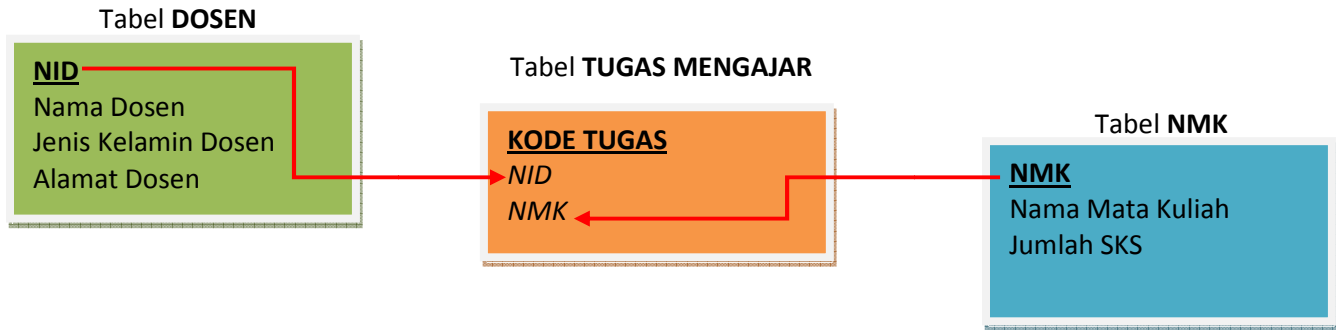 Tabel DOSEN
NID
Nama Dosen
Jenis Kelamin Dosen
Alamat Dosen
Tabel TUGAS MENGAJAR
KODE TUGAS
NID
NMK
Tabel NMK
NMK
Nama Mata Kuliah
Jumlah SKS